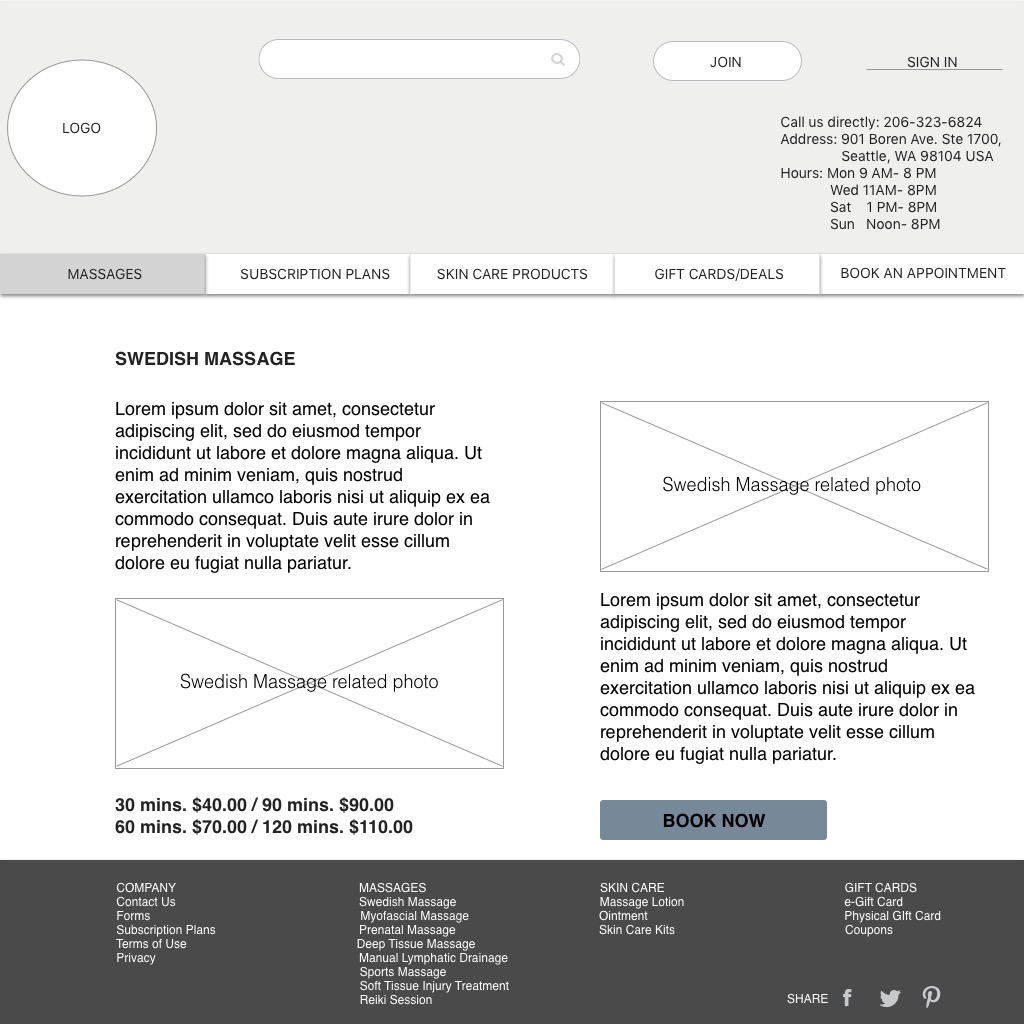 LOGO
JOIN
SIGN IN
Call us directly: 206-323-6824
Address: 901 Boren Ave. Ste 1700,
Seattle, WA 98104 USA
Hours: Mon 9 AM- 8 PM
Wed 11AM- 8PM
Sat 1 PM- 8PM
Sun Noon- 8PM
MASSAGES
SUBSCRIPTION PLANS
SKIN CARE PRODUCTS
GIFT CARDS/DEALS
BOOK AN APPOINTMENT
SWEDISH MASSAGE
Lorem ipsum dolor sit amet, consectetur
adipiscing elit, sed do eiusmod tempor
incididunt ut labore et dolore magna aliqua. Ut
enim ad minim veniam, quis nostrud
exercitation ullamco laboris nisi ut aliquip ex ea
commodo consequat. Duis aute irure dolor in
reprehenderit in voluptate velit esse cillum
dolore eu fugiat nulla pariatur.
Swedish Massage related photo
30 mins. $40.00 / 90 mins. $90.00
60 mins. $70.00 / 120 mins. $110.00
Swedish Massage related photo
Lorem ipsum dolor sit amet, consectetur
adipiscing elit, sed do eiusmod tempor
incididunt ut labore et dolore magna aliqua. Ut
enim ad minim veniam, quis nostrud
exercitation ullamco laboris nisi ut aliquip ex ea
commodo consequat. Duis aute irure dolor in
reprehenderit in voluptate velit esse cillum
dolore eu fugiat nulla pariatur.
BOOK NOW
COMPANY
Contact Us
Forms
Subscription Plans
Terms of Use
Privacy
MASSAGES
Swedish Massage
Myofascial Massage
Prenatal Massage
Deep Tissue Massage
Manual Lymphatic Drainage
Sports Massage
Soft Tissue Injury Treatment
Reiki Session
SKIN CARE
Massage Lotion
Ointment
Skin Care Kits
GIFT CARDS
e-Gift Card
Physical GIft Card
Coupons
SHARE